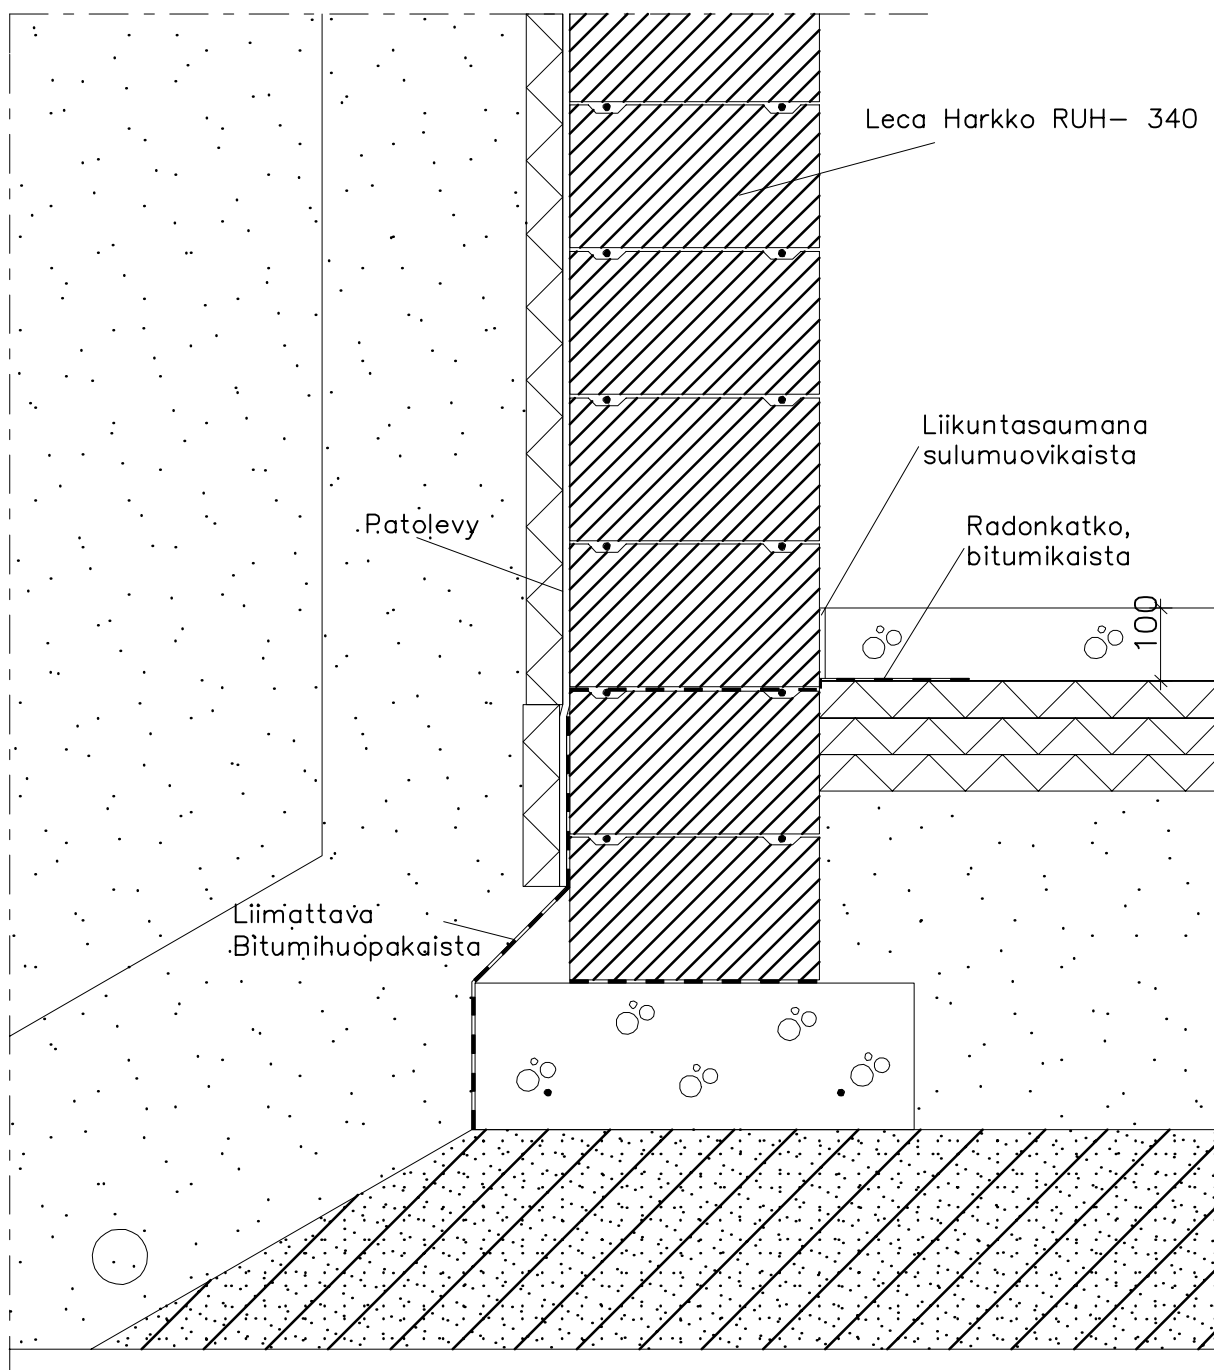 Leca Harkko RUH- 340
Liikuntasaumana
sulumuovikaista
Patolevy
Radonkatko,
bitumikaista
100
Liimattava
Bitumihuopakaista